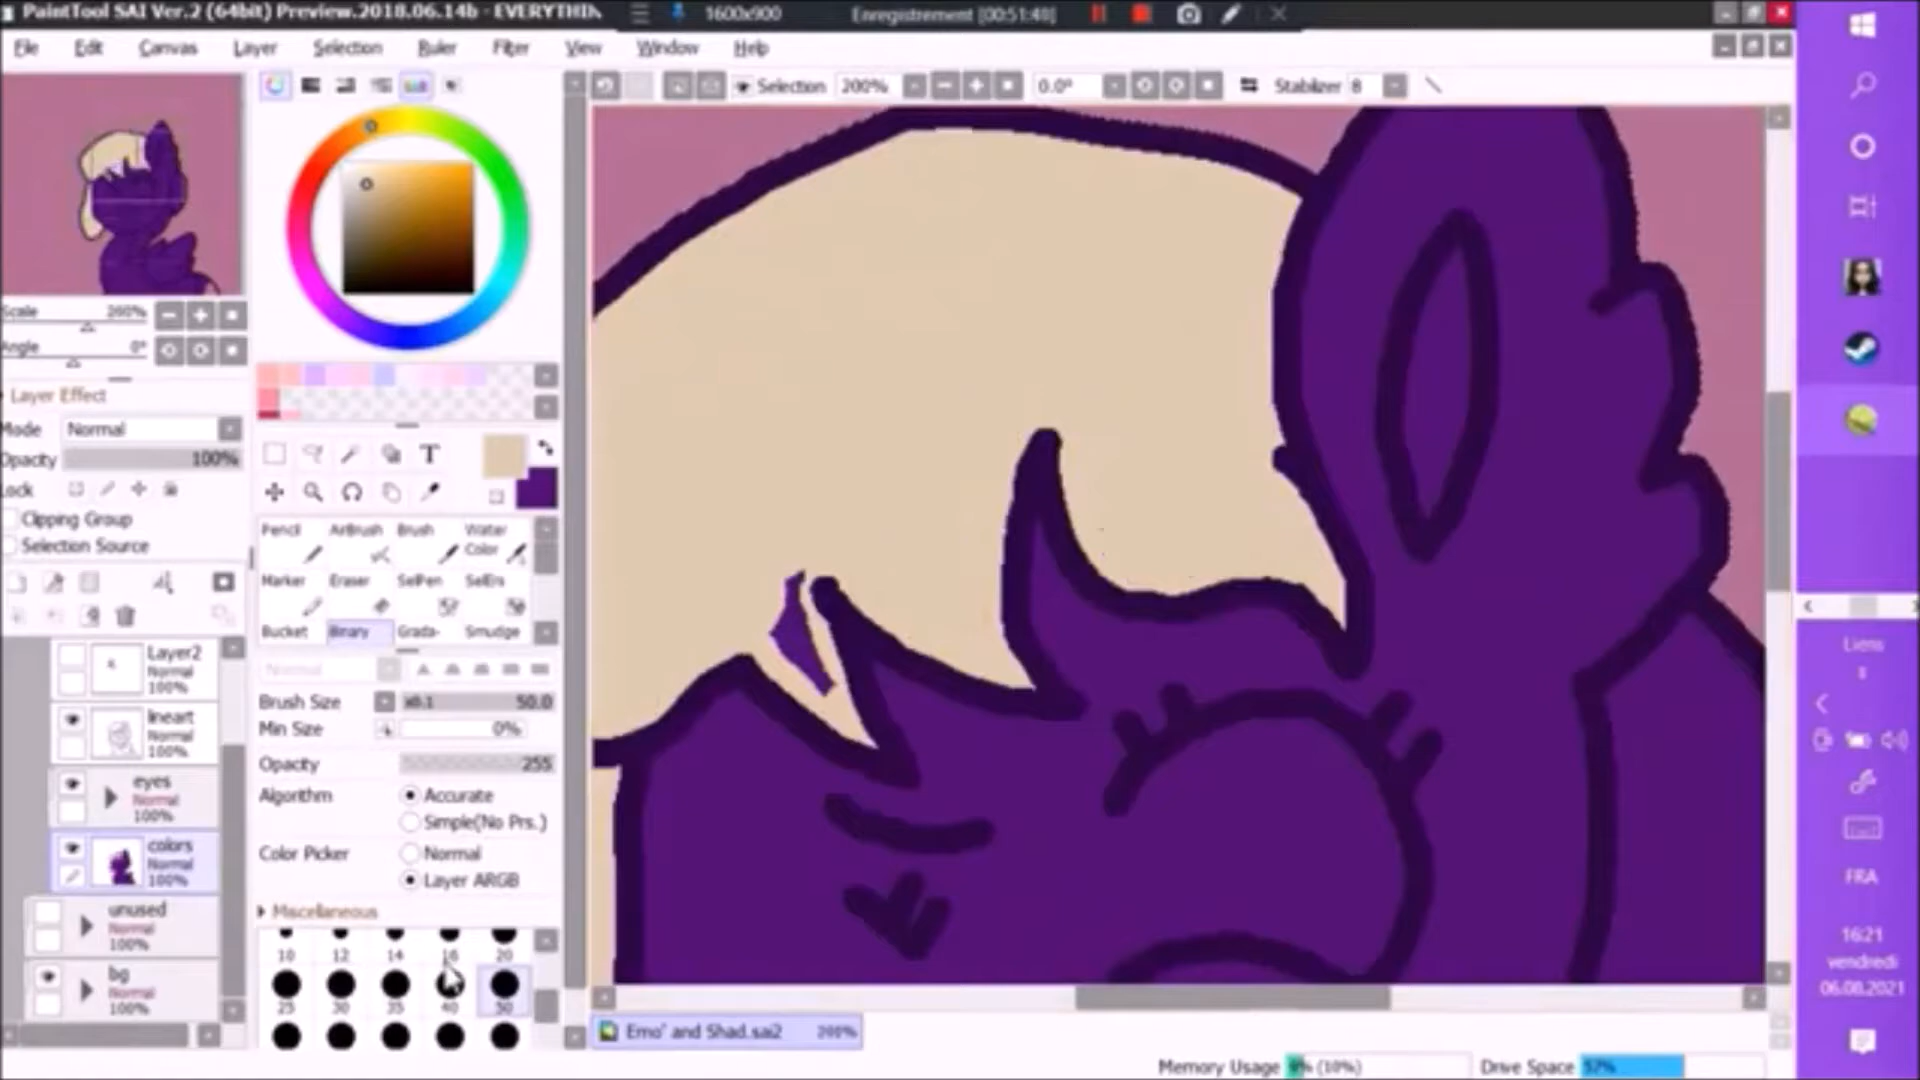 PaintTool SAI Ver.2 (64bit) Preview.2018.06.14b - EVERYTHIN
1600x900
Enregistrement [00:51:48]
File Edit Canvas Layer Selection Ruler Filter View Window Help
Selection 200% 0.0° Stabilizer 8
Scale 200%
Angle 0°
Layer Effect
Mode Normal
Opacity 100%
Lock
Clipping Group
Selection Source
Layer2
Normal
100%
lineart
Normal
100%
eyes
Normal
100%
colors
Normal
100%
unused
Normal
100%
bg
Normal
100%
T
Pencil AirBrush Brush Water Color
Marker Eraser SelPen SelErs
Bucket Binary Grada- Smudge
Normal
Brush Size x0.1 50.0
Min Size 0%
Opacity 255
Algorithm Accurate
Simple(No Prs.)
Color Picker Normal
Layer ARGB
Miscellaneous
10 12 14 16 20
25 30 35 40 50
Emo' and Shad.sai2 200%
Memory Usage (10%)
Drive Space 57%
Liens
FRA
16:21
vendredi
06.08.2021